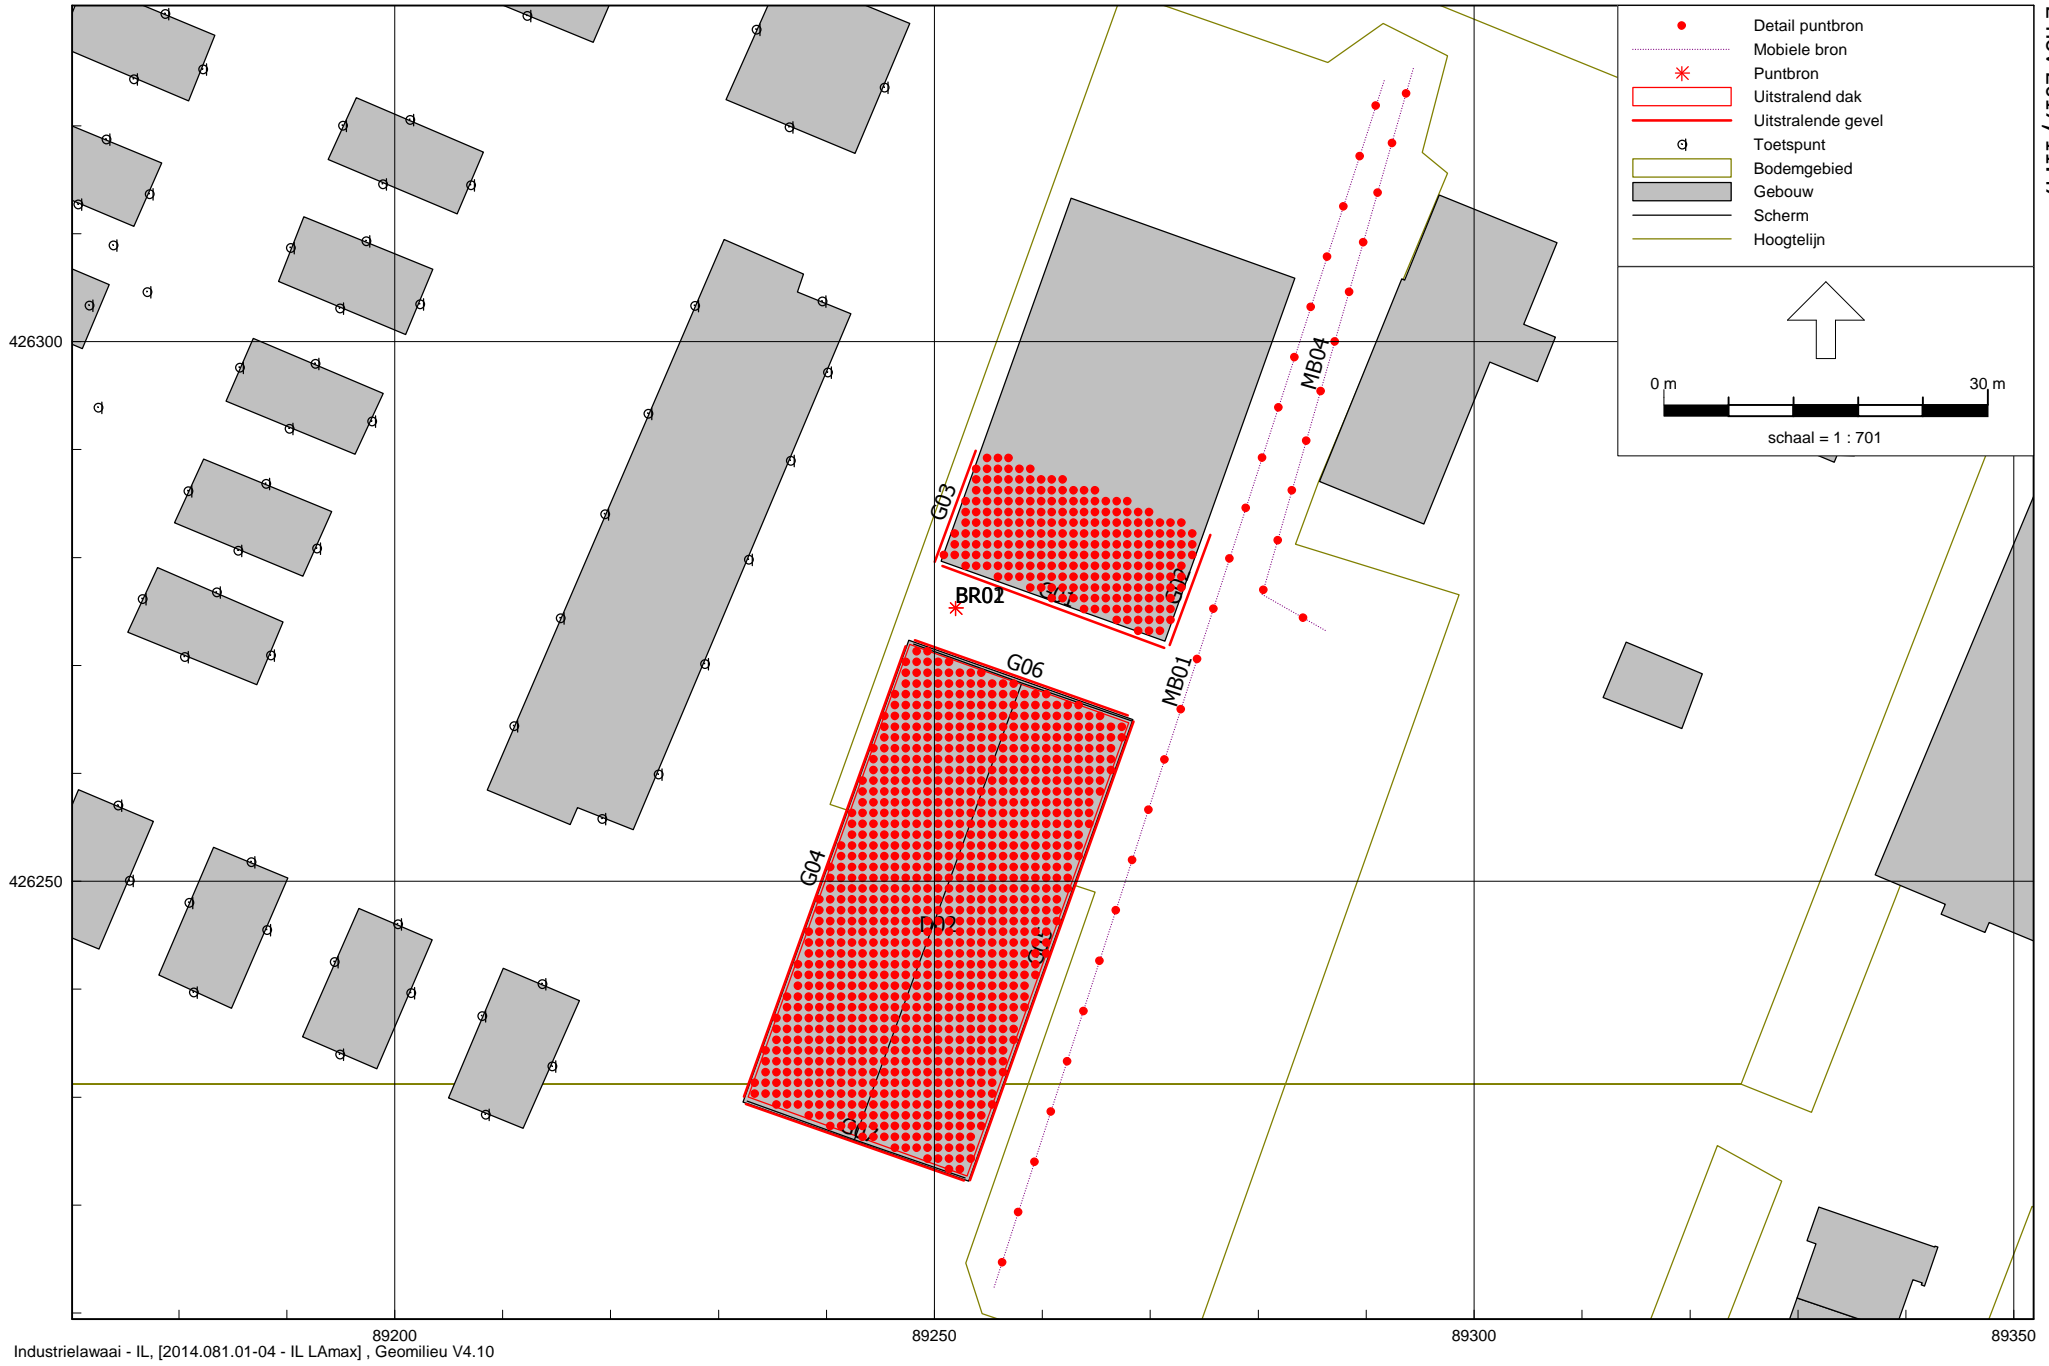 Detail puntbron
Mobiele bron
Puntbron
Uitstralend dak
Uitstralende gevel
Toetspunt
Bodemgebied
Gebouw
Scherm
Hoogtelijn
0 m
30 m
schaal = 1 : 701
426300
MB04
G03
G02
G01
MB01
G06
426250
G04
D02
G05
89200
89250
89300
89350
Industrielawaai - IL, [2014.081.01-04 - IL LAmax] , Geomilieu V4.10